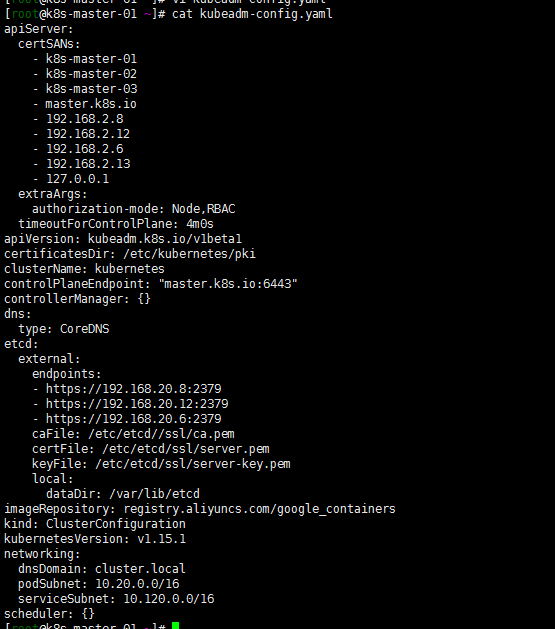 [root@k8s-master-01 ~]# vi kubeadm-config.yaml
[root@k8s-master-01 ~]# cat kubeadm-config.yaml
apiServer:
  certSANs:
    - k8s-master-01
    - k8s-master-02
    - k8s-master-03
    - master.k8s.io
    - 192.168.2.8
    - 192.168.2.12
    - 192.168.2.6
    - 192.168.2.13
    - 127.0.0.1
  extraArgs:
    authorization-mode: Node,RBAC
  timeoutForControlPlane: 4m0s
apiVersion: kubeadm.k8s.io/v1beta1
certificatesDir: /etc/kubernetes/pki
clusterName: kubernetes
controlPlaneEndpoint: "master.k8s.io:6443"
controllerManager: {}
dns:
  type: CoreDNS
etcd:
  external:
    endpoints:
    - https://192.168.20.8:2379
    - https://192.168.20.12:2379
    - https://192.168.20.6:2379
    caFile: /etc/etcd//ssl/ca.pem
    certFile: /etc/etcd/ssl/server.pem
    keyFile: /etc/etcd/ssl/server-key.pem
    local:
      dataDir: /var/lib/etcd
imageRepository: registry.aliyuncs.com/google_containers
kind: ClusterConfiguration
kubernetesVersion: v1.15.1
networking:
  dnsDomain: cluster.local
  podSubnet: 10.20.0.0/16
  serviceSubnet: 10.120.0.0/16
scheduler: {}
[root@k8s-master-01 ~]#